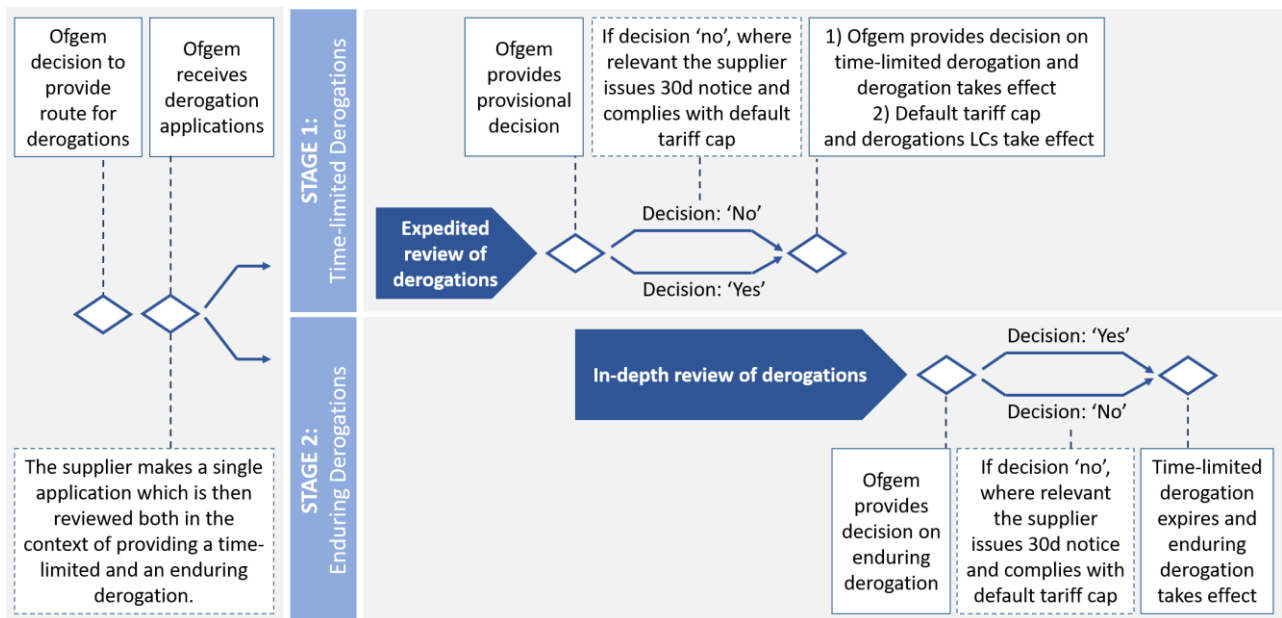 Ofgem
decision to
provide
route for
derogations
Ofgem
receives
derogation
applications
The supplier makes a single
application which is then
reviewed both in the
context of providing a time-
limited and an enduring
derogation.
STAGE 1:
Time-limited Derogations
Ofgem
provides
provisional
decision
If decision ‘no’, where
relevant the supplier
issues 30d notice and
complies with default
tariff cap
1) Ofgem provides decision on
time-limited derogation and
derogation takes effect
2) Default tariff cap
and derogations LCs take effect
Expedited
review of
derogations
Decision: ‘No’
Decision: ‘Yes’
STAGE 2:
Enduring Derogations
In-depth review of derogations
Decision: ‘Yes’
Decision: ‘No’
Ofgem
provides
decision on
enduring
derogation
If decision ‘no’,
where relevant
the supplier
issues 30d notice
and complies with
default tariff cap
Time-limited
derogation
expires and
enduring
derogation
takes effect